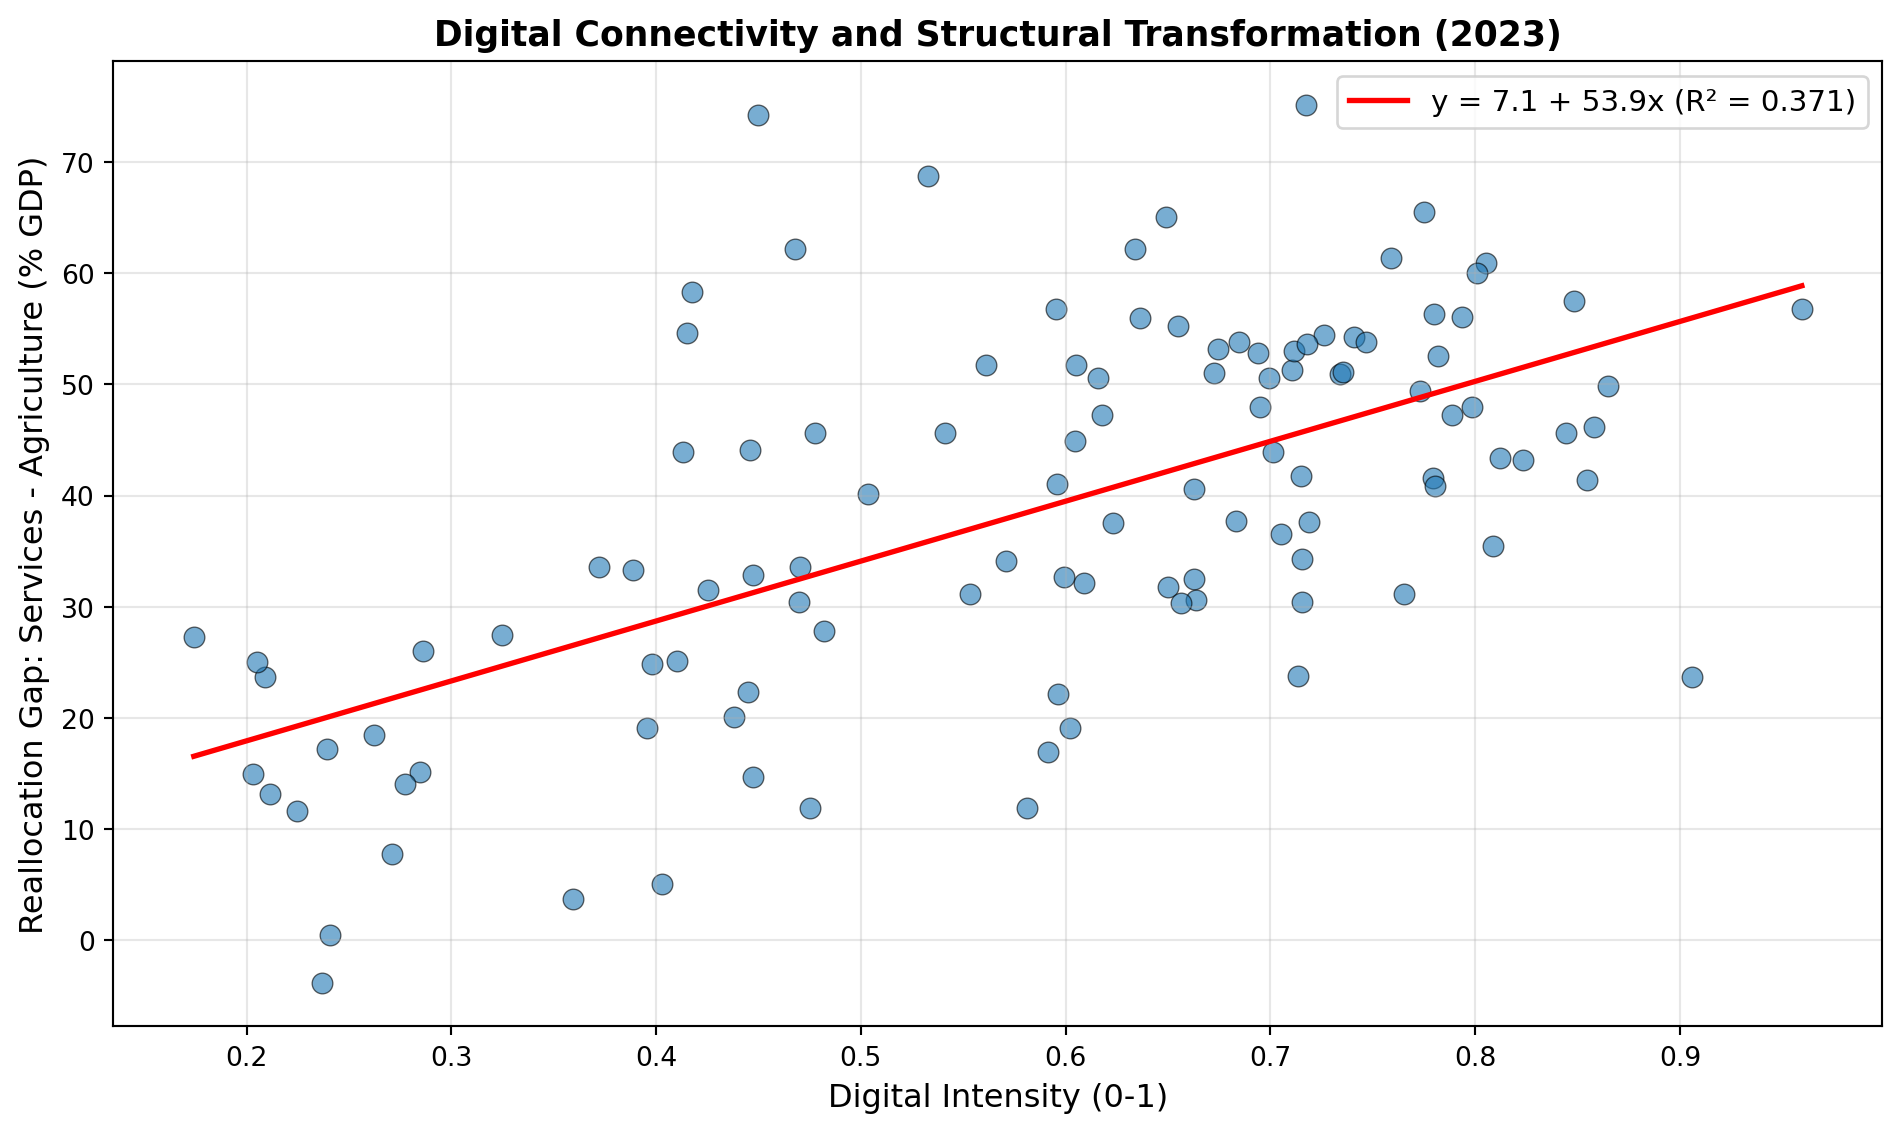 Digital Connectivity and Structural Transformation (2023)
y = 7.1 + 53.9x (R² = 0.371)
Reallocation Gap: Services - Agriculture (% GDP)
70
60
50
40
30
20
10
0
0.2 0.3 0.4 0.5 0.6 0.7 0.8 0.9
Digital Intensity (0-1)